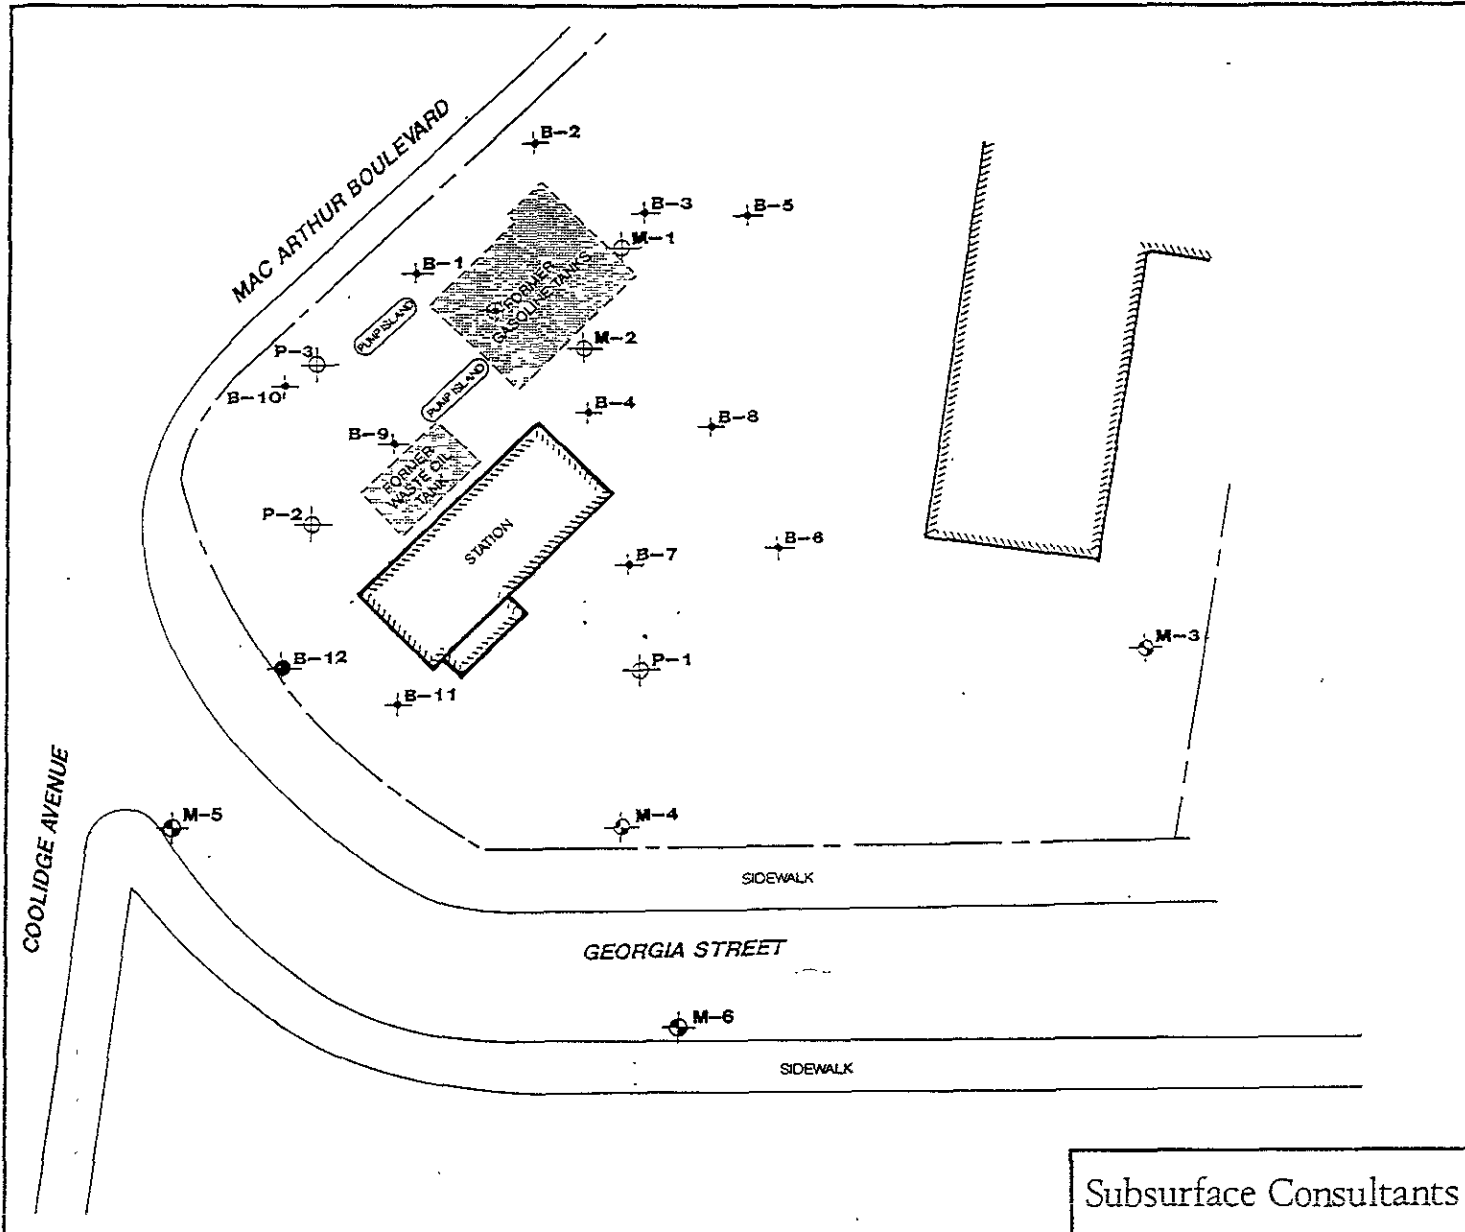 MAC ARTHUR BOULEVARD
B-2
B-3
B-5
M-1
B-1
FORMER
GASOLINE TANKS
PUMP ISLAND
M-2
P-3
PUMP ISLAND
B-10
B-4
B-8
B-9
FORMER
WASTE OIL
TANK
P-2
STATION
B-6
B-7
M-3
B-12
P-1
B-11
COOLIDGE AVENUE
M-5
M-4
SIDEWALK
GEORGIA STREET
M-6
SIDEWALK
Subsurface Consultants